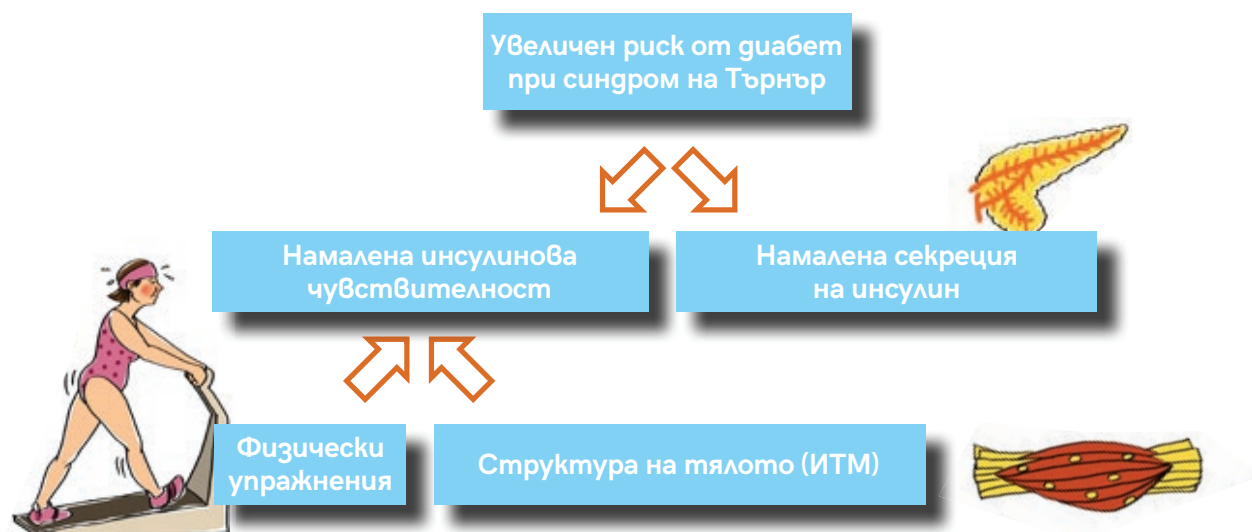 Увеличен риск от диабет
при синдром на Търнър
Намалена инсулинова
чувствителност
Намалена секреция
на инсулин
Физически
упражнения
Структура на тялото (ИТМ)